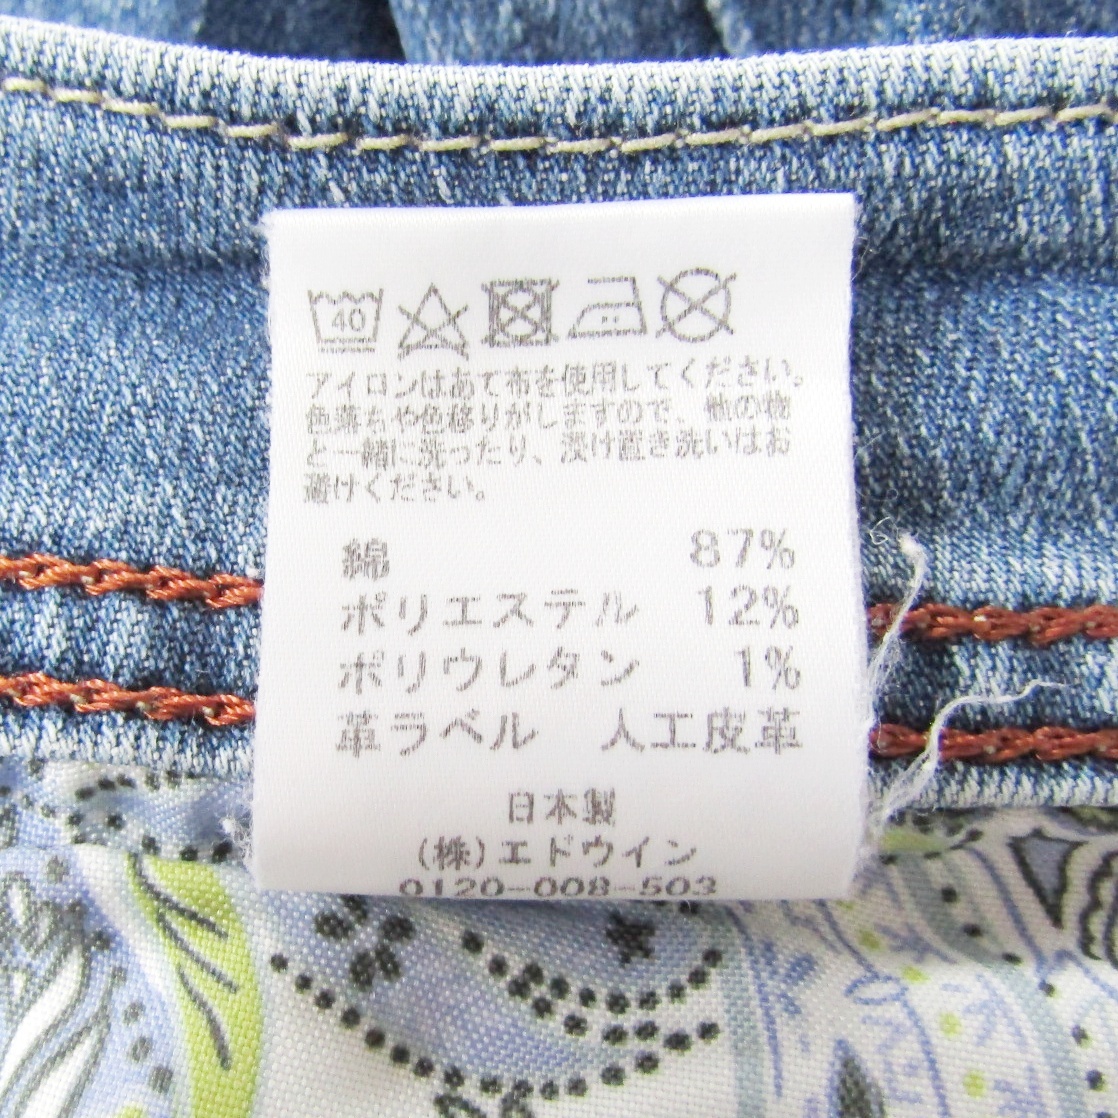 40
アイロンはあて布を使用してください。
色落ちや色移りがしますので、他の物
と一緒に洗ったり、浸け置き洗いはお
避けください。
綿 87%
ポリエステル 12%
ポリウレタン 1%
革ラベル 人工皮革
日本製
(株)エドウイン
0120-008-503